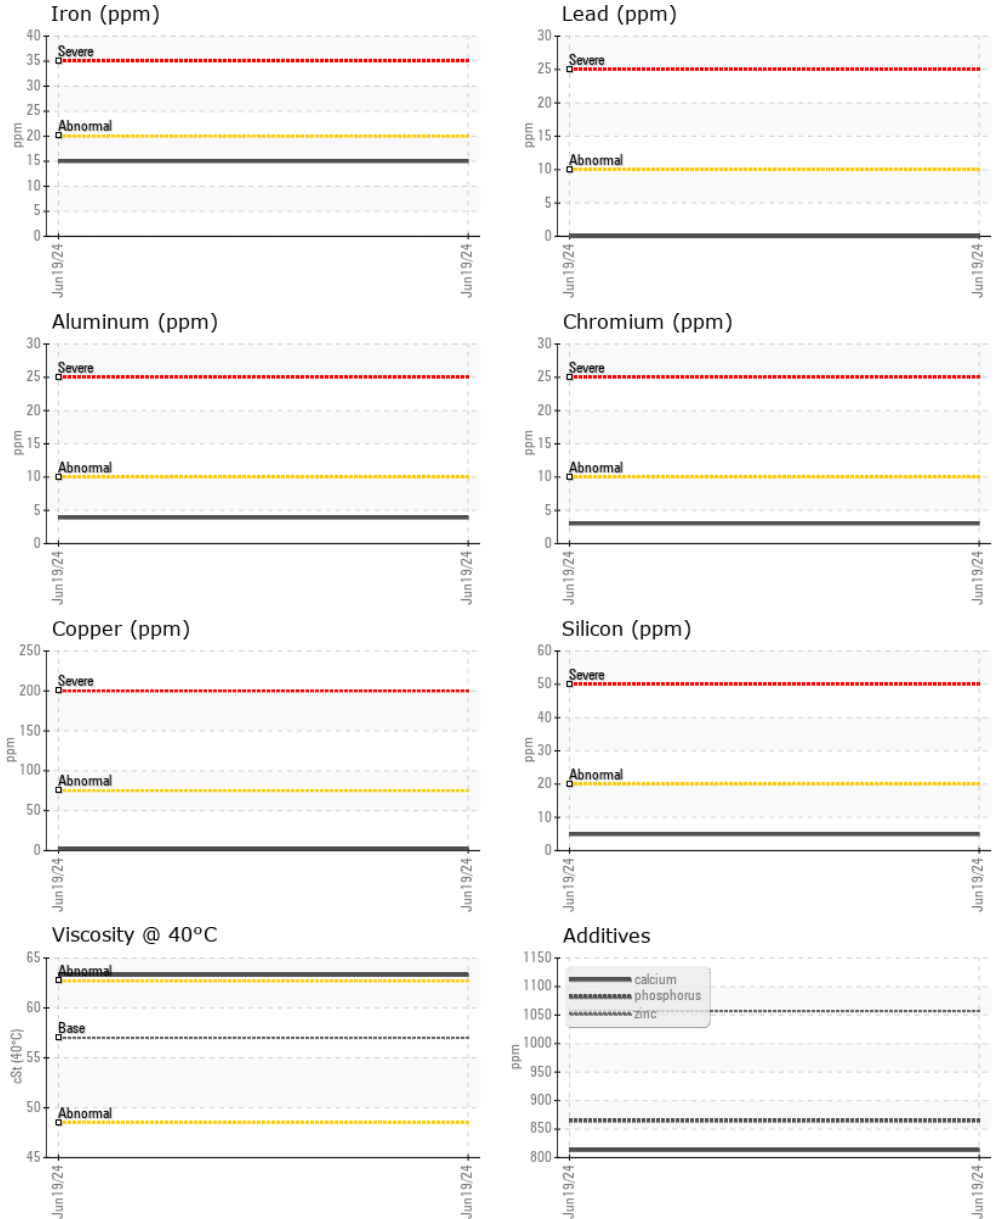 Iron (ppm)
40
35
30
25
20
15
10
5
0
ppm
Severe
Abnormal
Jun19/24
Jun19/24
Lead (ppm)
30
25
20
15
10
5
0
ppm
Severe
Abnormal
Jun19/24
Jun19/24
Aluminum (ppm)
30
25
20
15
10
5
0
ppm
Severe
Abnormal
Jun19/24
Jun19/24
Chromium (ppm)
30
25
20
15
10
5
0
ppm
Severe
Abnormal
Jun19/24
Jun19/24
Copper (ppm)
250
200
150
100
50
0
ppm
Severe
Abnormal
Jun19/24
Jun19/24
Silicon (ppm)
60
50
40
30
20
10
0
ppm
Severe
Abnormal
Jun19/24
Jun19/24
Viscosity @ 40°C
65
60
55
50
45
cSt (40°C)
Abnormal
Base
Abnormal
Jun19/24
Jun19/24
Additives
1150
1100
1050
1000
950
900
850
800
ppm
calcium
phosphorus
zinc
Jun19/24
Jun19/24